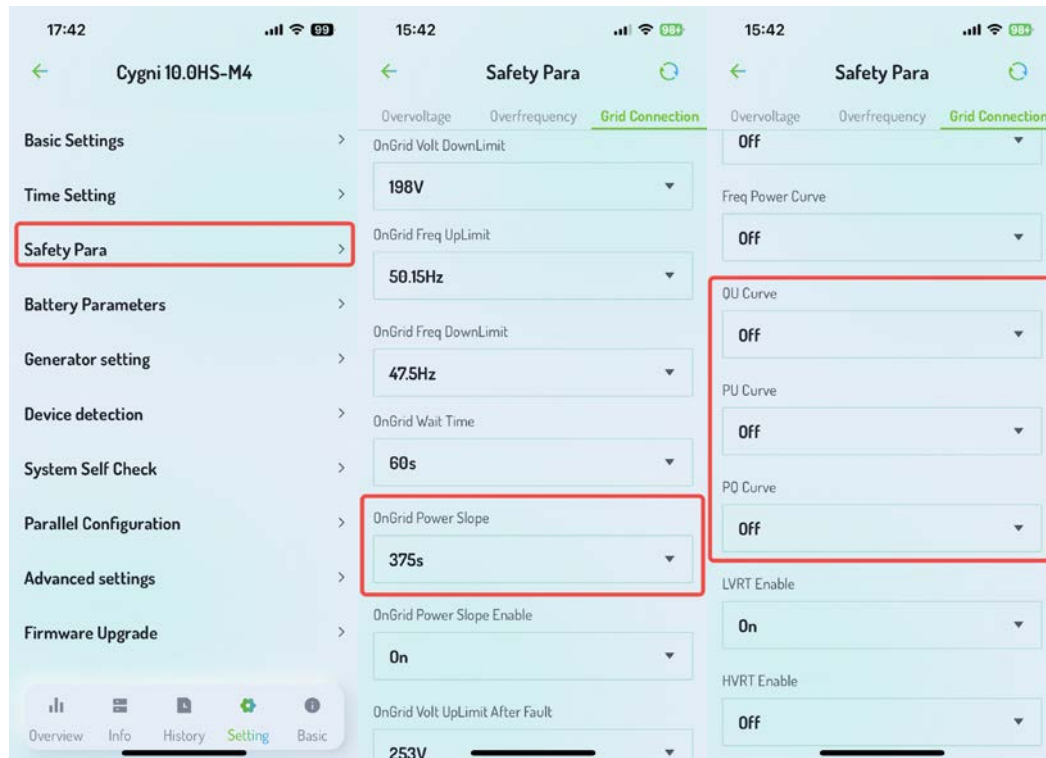 17:42
99
Cygni 10.0HS-M4
Basic Settings
Time Setting
Safety Para
Battery Parameters
Generator setting
Device detection
System Self Check
Parallel Configuration
Advanced settings
Firmware Upgrade
Overview Info History Setting Basic
15:42
98
Safety Para
Overvoltage Overfrequency Grid Connection
OnGrid Volt DownLimit
198V
OnGrid Freq UpLimit
50.15Hz
OnGrid Freq DownLimit
47.5Hz
OnGrid Wait Time
60s
OnGrid Power Slope
375s
OnGrid Power Slope Enable
On
OnGrid Volt UpLimit After Fault
253V
15:42
98
Safety Para
Overvoltage Overfrequency Grid Connection
Off
Freq Power Curve
Off
QU Curve
Off
PU Curve
Off
PQ Curve
Off
LVRT Enable
On
HVRT Enable
Off